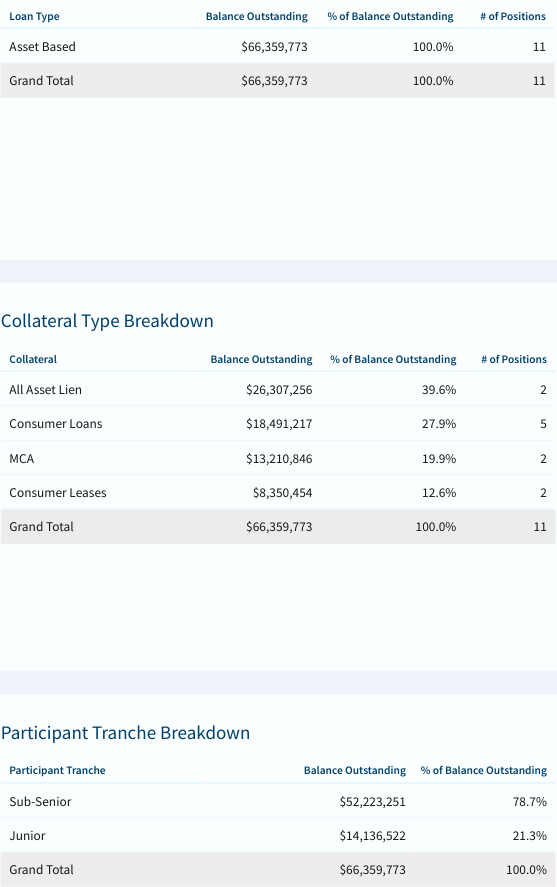 Loan Type Balance Outstanding % of Balance Outstanding # of Positions
Asset Based $66,359,773 100.0% 11
Grand Total $66,359,773 100.0% 11
Collateral Type Breakdown
Collateral Balance Outstanding % of Balance Outstanding # of Positions
All Asset Lien $26,307,256 39.6% 2
Consumer Loans $18,491,217 27.9% 5
MCA $13,210,846 19.9% 2
Consumer Leases $8,350,454 12.6% 2
Grand Total $66,359,773 100.0% 11
Participant Tranche Breakdown
Participant Tranche Balance Outstanding % of Balance Outstanding
Sub-Senior $52,223,251 78.7%
Junior $14,136,522 21.3%
Grand Total $66,359,773 100.0%